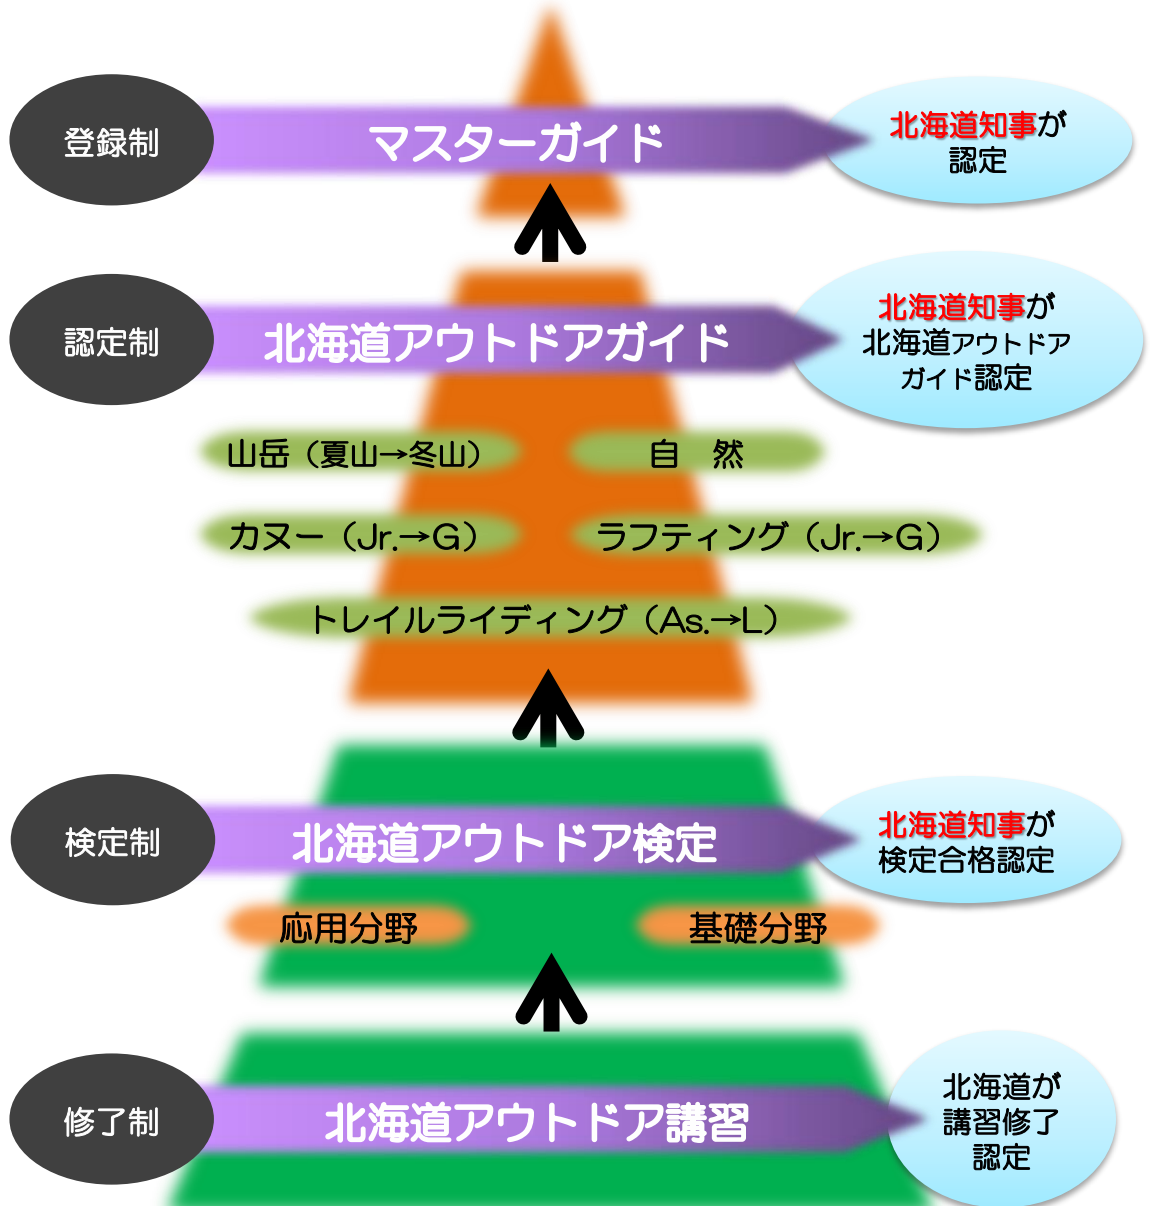 登録制
マスターガイド
北海道知事が
認定
認定制
北海道アウトドアガイド
北海道知事が
北海道アウトドア
ガイド認定
山岳（夏山→冬山）
自　然
カヌー（Jr.→G）
ラフティング（Jr.→G）
トレイルライディング（As.→L）
検定制
北海道アウトドア検定
北海道知事が
検定合格認定
応用分野
基礎分野
修了制
北海道アウトドア講習
北海道が
講習修了
認定